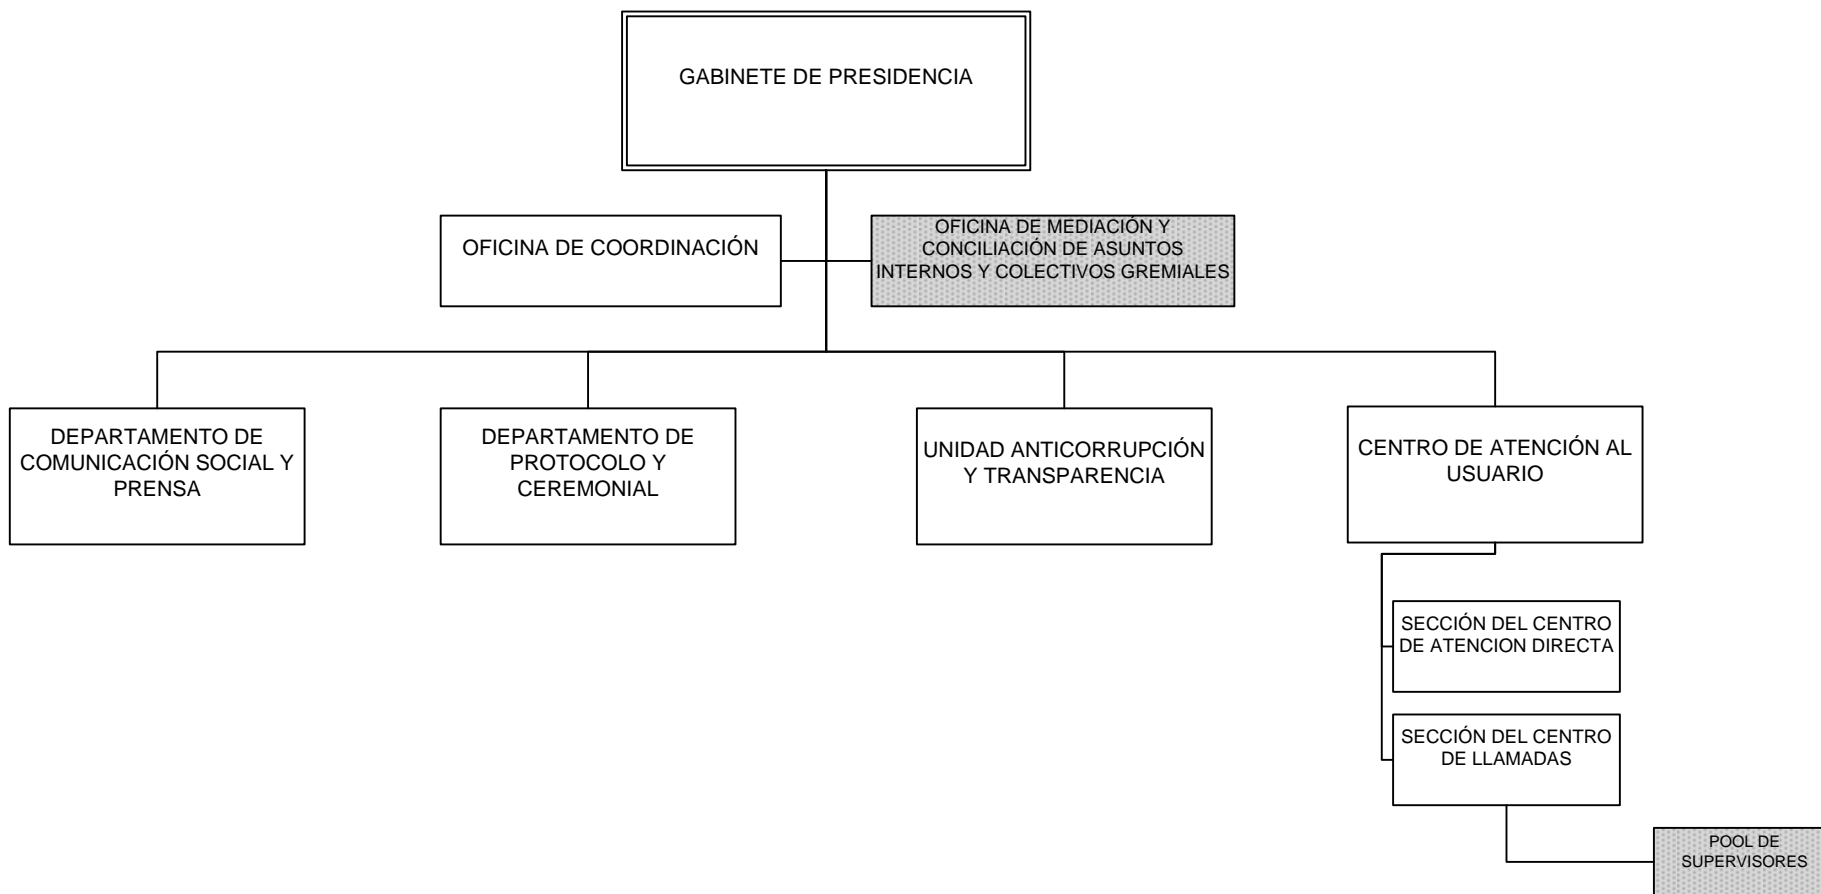 GABINETE DE PRESIDENCIA
OFICINA DE COORDINACIÓN
OFICINA DE MEDIACIÓN Y
CONCILIACIÓN DE ASUNTOS
INTERNOS Y COLECTIVOS GREMIALES
DEPARTAMENTO DE
COMUNICACIÓN SOCIAL Y
PRENSA
DEPARTAMENTO DE
PROTOCOLO Y
CEREMONIAL
UNIDAD ANTICORRUPCIÓN
Y TRANSPARENCIA
CENTRO DE ATENCIÓN AL
USUARIO
SECCIÓN DEL CENTRO
DE ATENCION DIRECTA
SECCIÓN DEL CENTRO
DE LLAMADAS
POOL DE
SUPERVISORES